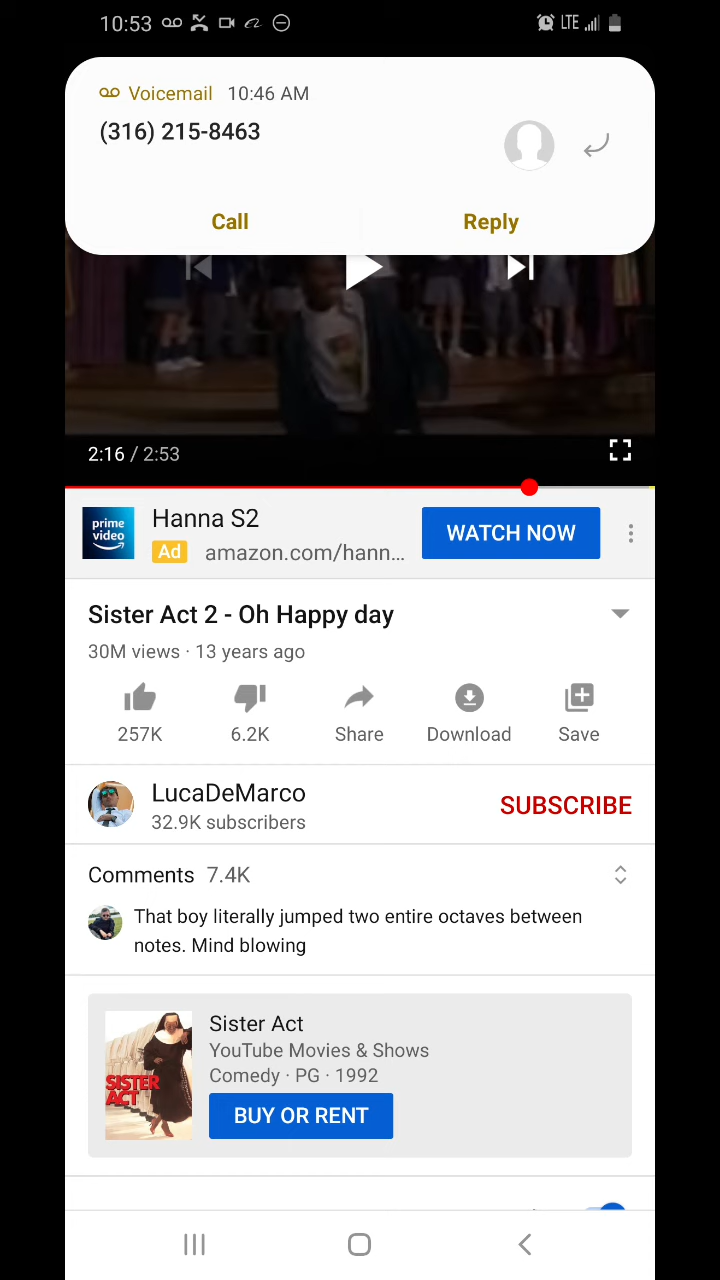 10:53
LTE
Voicemail 10:46 AM
(316) 215-8463
Call Reply
2:16 / 2:53
prime video
Hanna S2
Ad amazon.com/hann...
WATCH NOW
Sister Act 2 - Oh Happy day
30M views · 13 years ago
257K 6.2K Share Download Save
LucaDeMarco
32.9K subscribers
SUBSCRIBE
Comments 7.4K
That boy literally jumped two entire octaves between
notes. Mind blowing
SISTER
ACT
Sister Act
YouTube Movies & Shows
Comedy · PG · 1992
BUY OR RENT